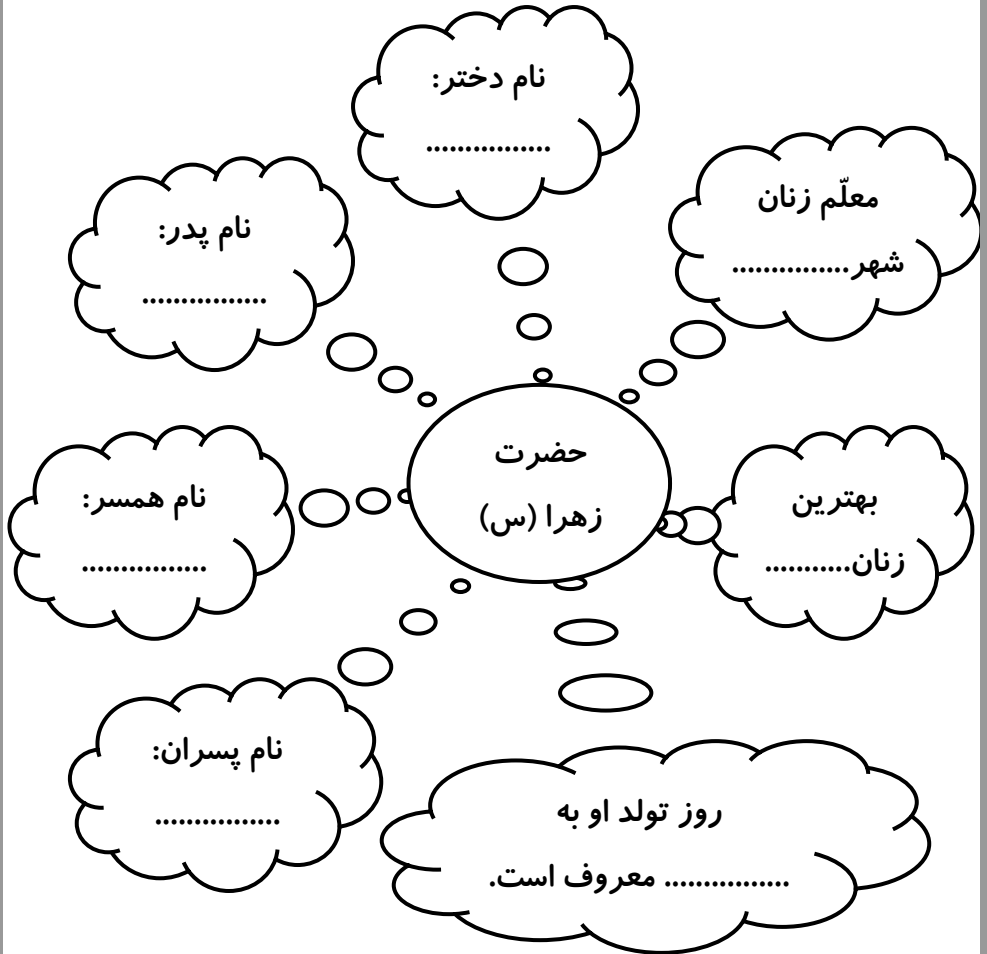 نام دختر:
................
معلّم زنان
شهر...............
نام پدر:
................
حضرت
زهرا (س)
بهترین
زنان...........
نام همسر:
................
نام پسران:
................
روز تولد او به
................ معروف است.